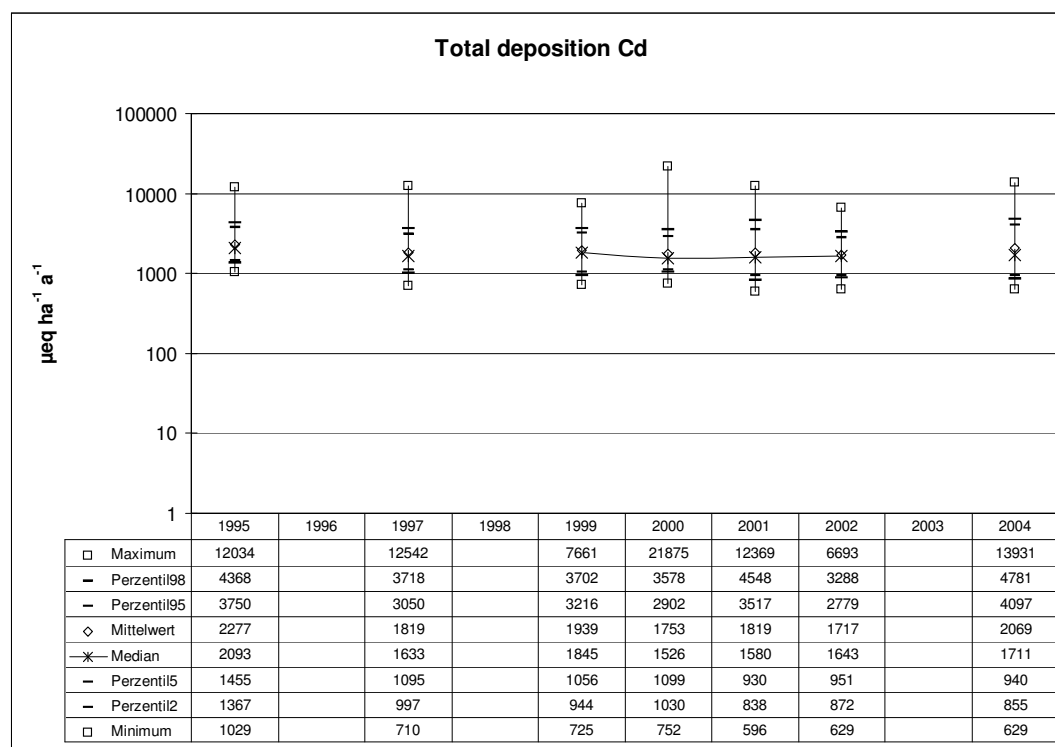 Total deposition Cd
µeq ha-1 a-1
100000
10000
1000
100
10
1
1995 1996 1997 1998 1999 2000 2001 2002 2003 2004
Maximum 12034 12542 7661 21875 12369 6693 13931
Perzentil98 4368 3718 3702 3578 4548 3288 4781
Perzentil95 3750 3050 3216 2902 3517 2779 4097
Mittelwert 2277 1819 1939 1753 1819 1717 2069
Median 2093 1633 1845 1526 1580 1643 1711
Perzentil5 1455 1095 1056 1099 930 951 940
Perzentil2 1367 997 944 1030 838 872 855
Minimum 1029 710 725 752 596 629 629